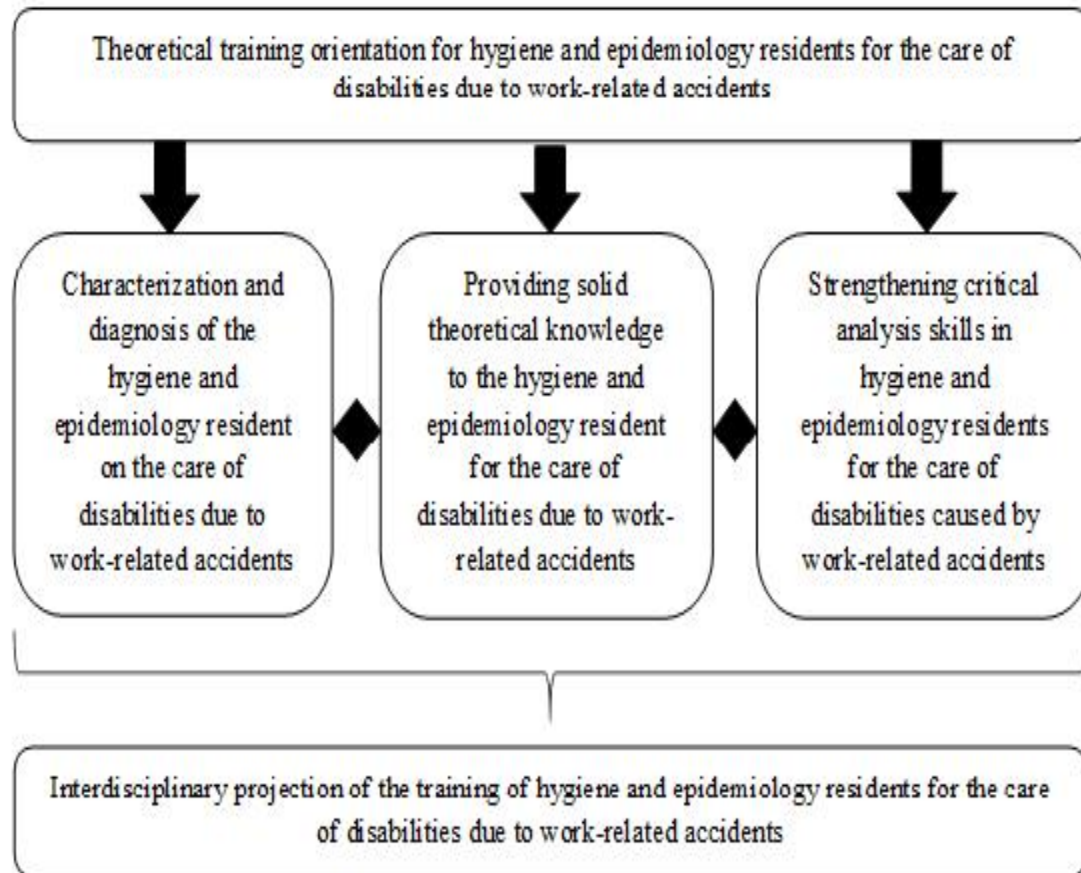 Theoretical training orientation for hygiene and epidemiology residents for the care of
disabilities due to work-related accidents
Characterization and
diagnosis of the
hygiene and
epidemiology resident
on the care of
disabilities due to
work-related accidents
Providing solid
theoretical knowledge
to the hygiene and
epidemiology resident
for the care of
disabilities due to work-
related accidents
Strengthening critical
analysis skills in
hygiene and
epidemiology residents
for the care of
disabilities caused by
work-related accidents
Interdisciplinary projection of the training of hygiene and epidemiology residents for the care
of disabilities due to work-related accidents